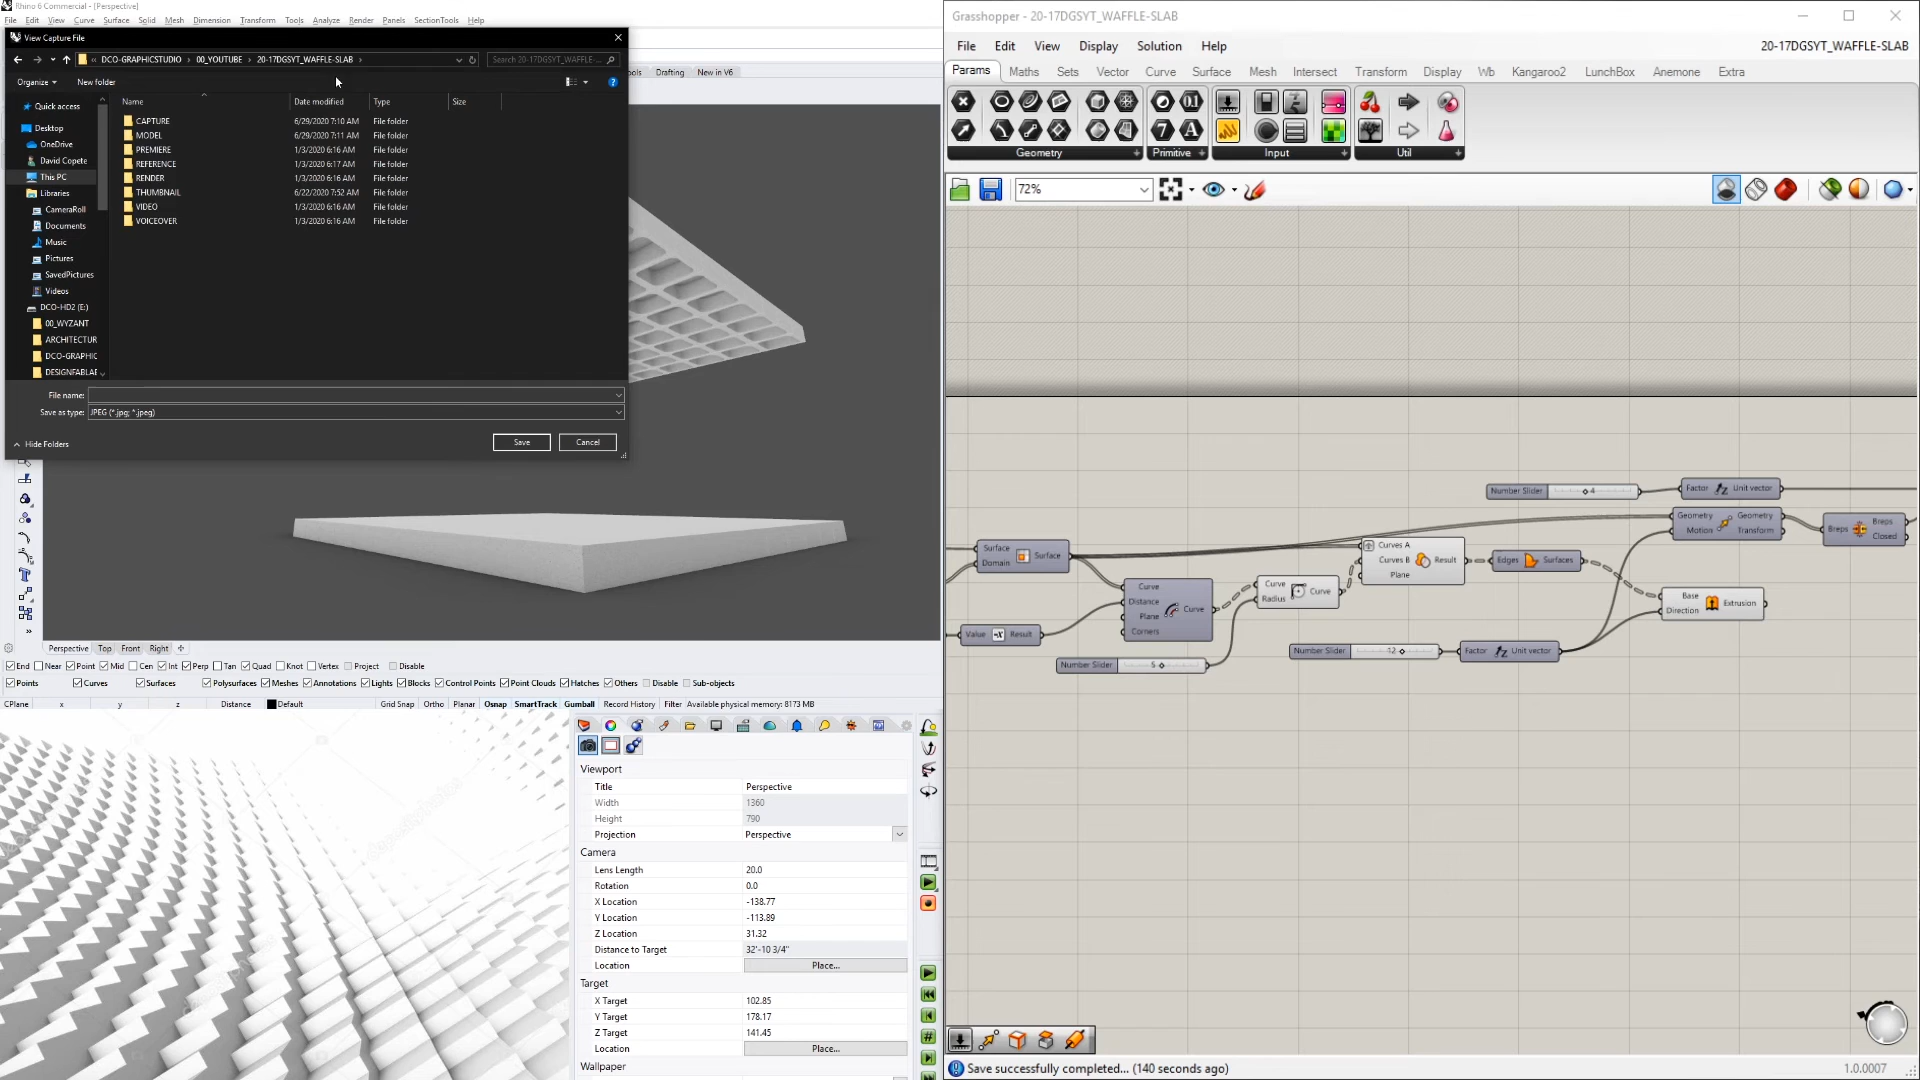 Rhino 6 Commercial - [Perspective]
File Edit View Curve Surface Solid Mesh Dimension Transform Tools Analyze Render Panels SectionTools Help
View Capture File
DCO-GRAPHICSTUDIO › 00_YOUTUBE › 20-17DGSYT_WAFFLE-SLAB ›
Search 20-17DGSYT_WAFFLE-...
Organize
New folder
ools Drafting New in V6
Name Date modified Type Size
CAPTURE 6/29/2020 7:10 AM File folder
MODEL 6/29/2020 7:11 AM File folder
PREMIERE 1/3/2020 6:16 AM File folder
REFERENCE 1/3/2020 6:17 AM File folder
RENDER 1/3/2020 6:16 AM File folder
THUMBNAIL 6/22/2020 7:52 AM File folder
VIDEO 1/3/2020 6:16 AM File folder
VOICEOVER 1/3/2020 6:16 AM File folder
Quick access
Desktop
OneDrive
David Copete
This PC
Libraries
CameraRoll
Documents
Music
Pictures
SavedPictures
Videos
DCO-HD2 (E:)
00_WYZANT
ARCHITECTUR
DCO-GRAPHIC
DESIGNFABLAE
File name:
Save as type: JPEG (*.jpg; *.jpeg)
Hide Folders
Save
Cancel
Perspective Top Front Right
End Near Point Mid Cen Int Perp Tan Quad Knot Vertex Project Disable
Points Curves Surfaces Polysurfaces Meshes Annotations Lights Blocks Control Points Point Clouds Hatches Others Disable Sub-objects
CPlane x y z Distance Default Grid Snap Ortho Planar Osnap SmartTrack Gumball Record History Filter Available physical memory: 8173 MB
Viewport
Title Perspective
Width 1360
Height 790
Projection Perspective
Camera
Lens Length 20.0
Rotation 0.0
X Location -138.77
Y Location -113.89
Z Location 31.32
Distance to Target 32'-10 3/4"
Location Place...
Target
X Target 102.85
Y Target 178.17
Z Target 141.45
Location Place...
Wallpaper
Grasshopper - 20-17DGSYT_WAFFLE-SLAB
File Edit View Display Solution Help
20-17DGSYT_WAFFLE-SLAB
Params Maths Sets Vector Curve Surface Mesh Intersect Transform Display Wb Kangaroo2 LunchBox Anemone Extra
Geometry
Primitive
Input
Util
72%
Number Slider 4
Factor Unit vector
Geometry Geometry
Motion Transform
Breps Breps
Closed
Surface Surface
Domain
Curves A
Curves B Result
Plane
Edges Surfaces
Curve
Distance Curve
Plane
Corners
Curve Curve
Radius
Base Extrusion
Direction
Value -X Result
Number Slider 5
Number Slider 12
Factor Unit vector
Save successfully completed... (140 seconds ago)
1.0.0007